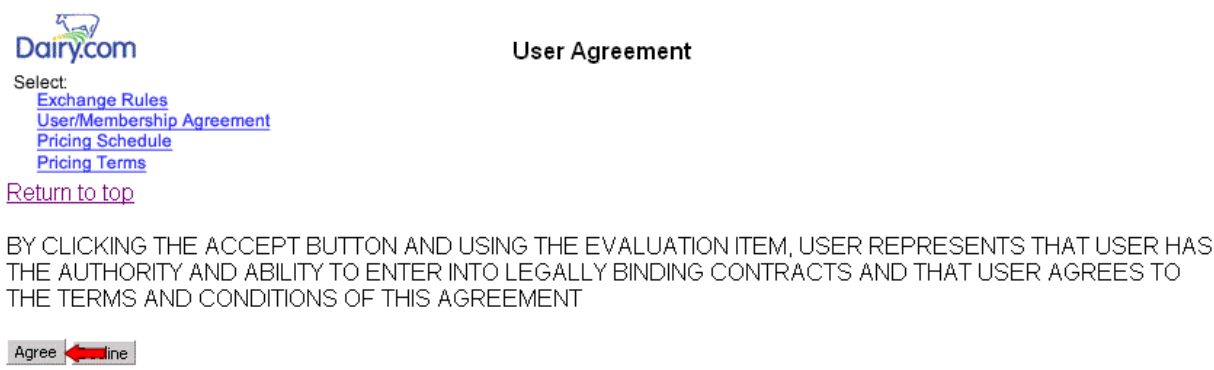 Dairy.com
User Agreement
Select:
Exchange Rules
User/Membership Agreement
Pricing Schedule
Pricing Terms
Return to top
BY CLICKING THE ACCEPT BUTTON AND USING THE EVALUATION ITEM, USER REPRESENTS THAT USER HAS
THE AUTHORITY AND ABILITY TO ENTER INTO LEGALLY BINDING CONTRACTS AND THAT USER AGREES TO
THE TERMS AND CONDITIONS OF THIS AGREEMENT
Agree